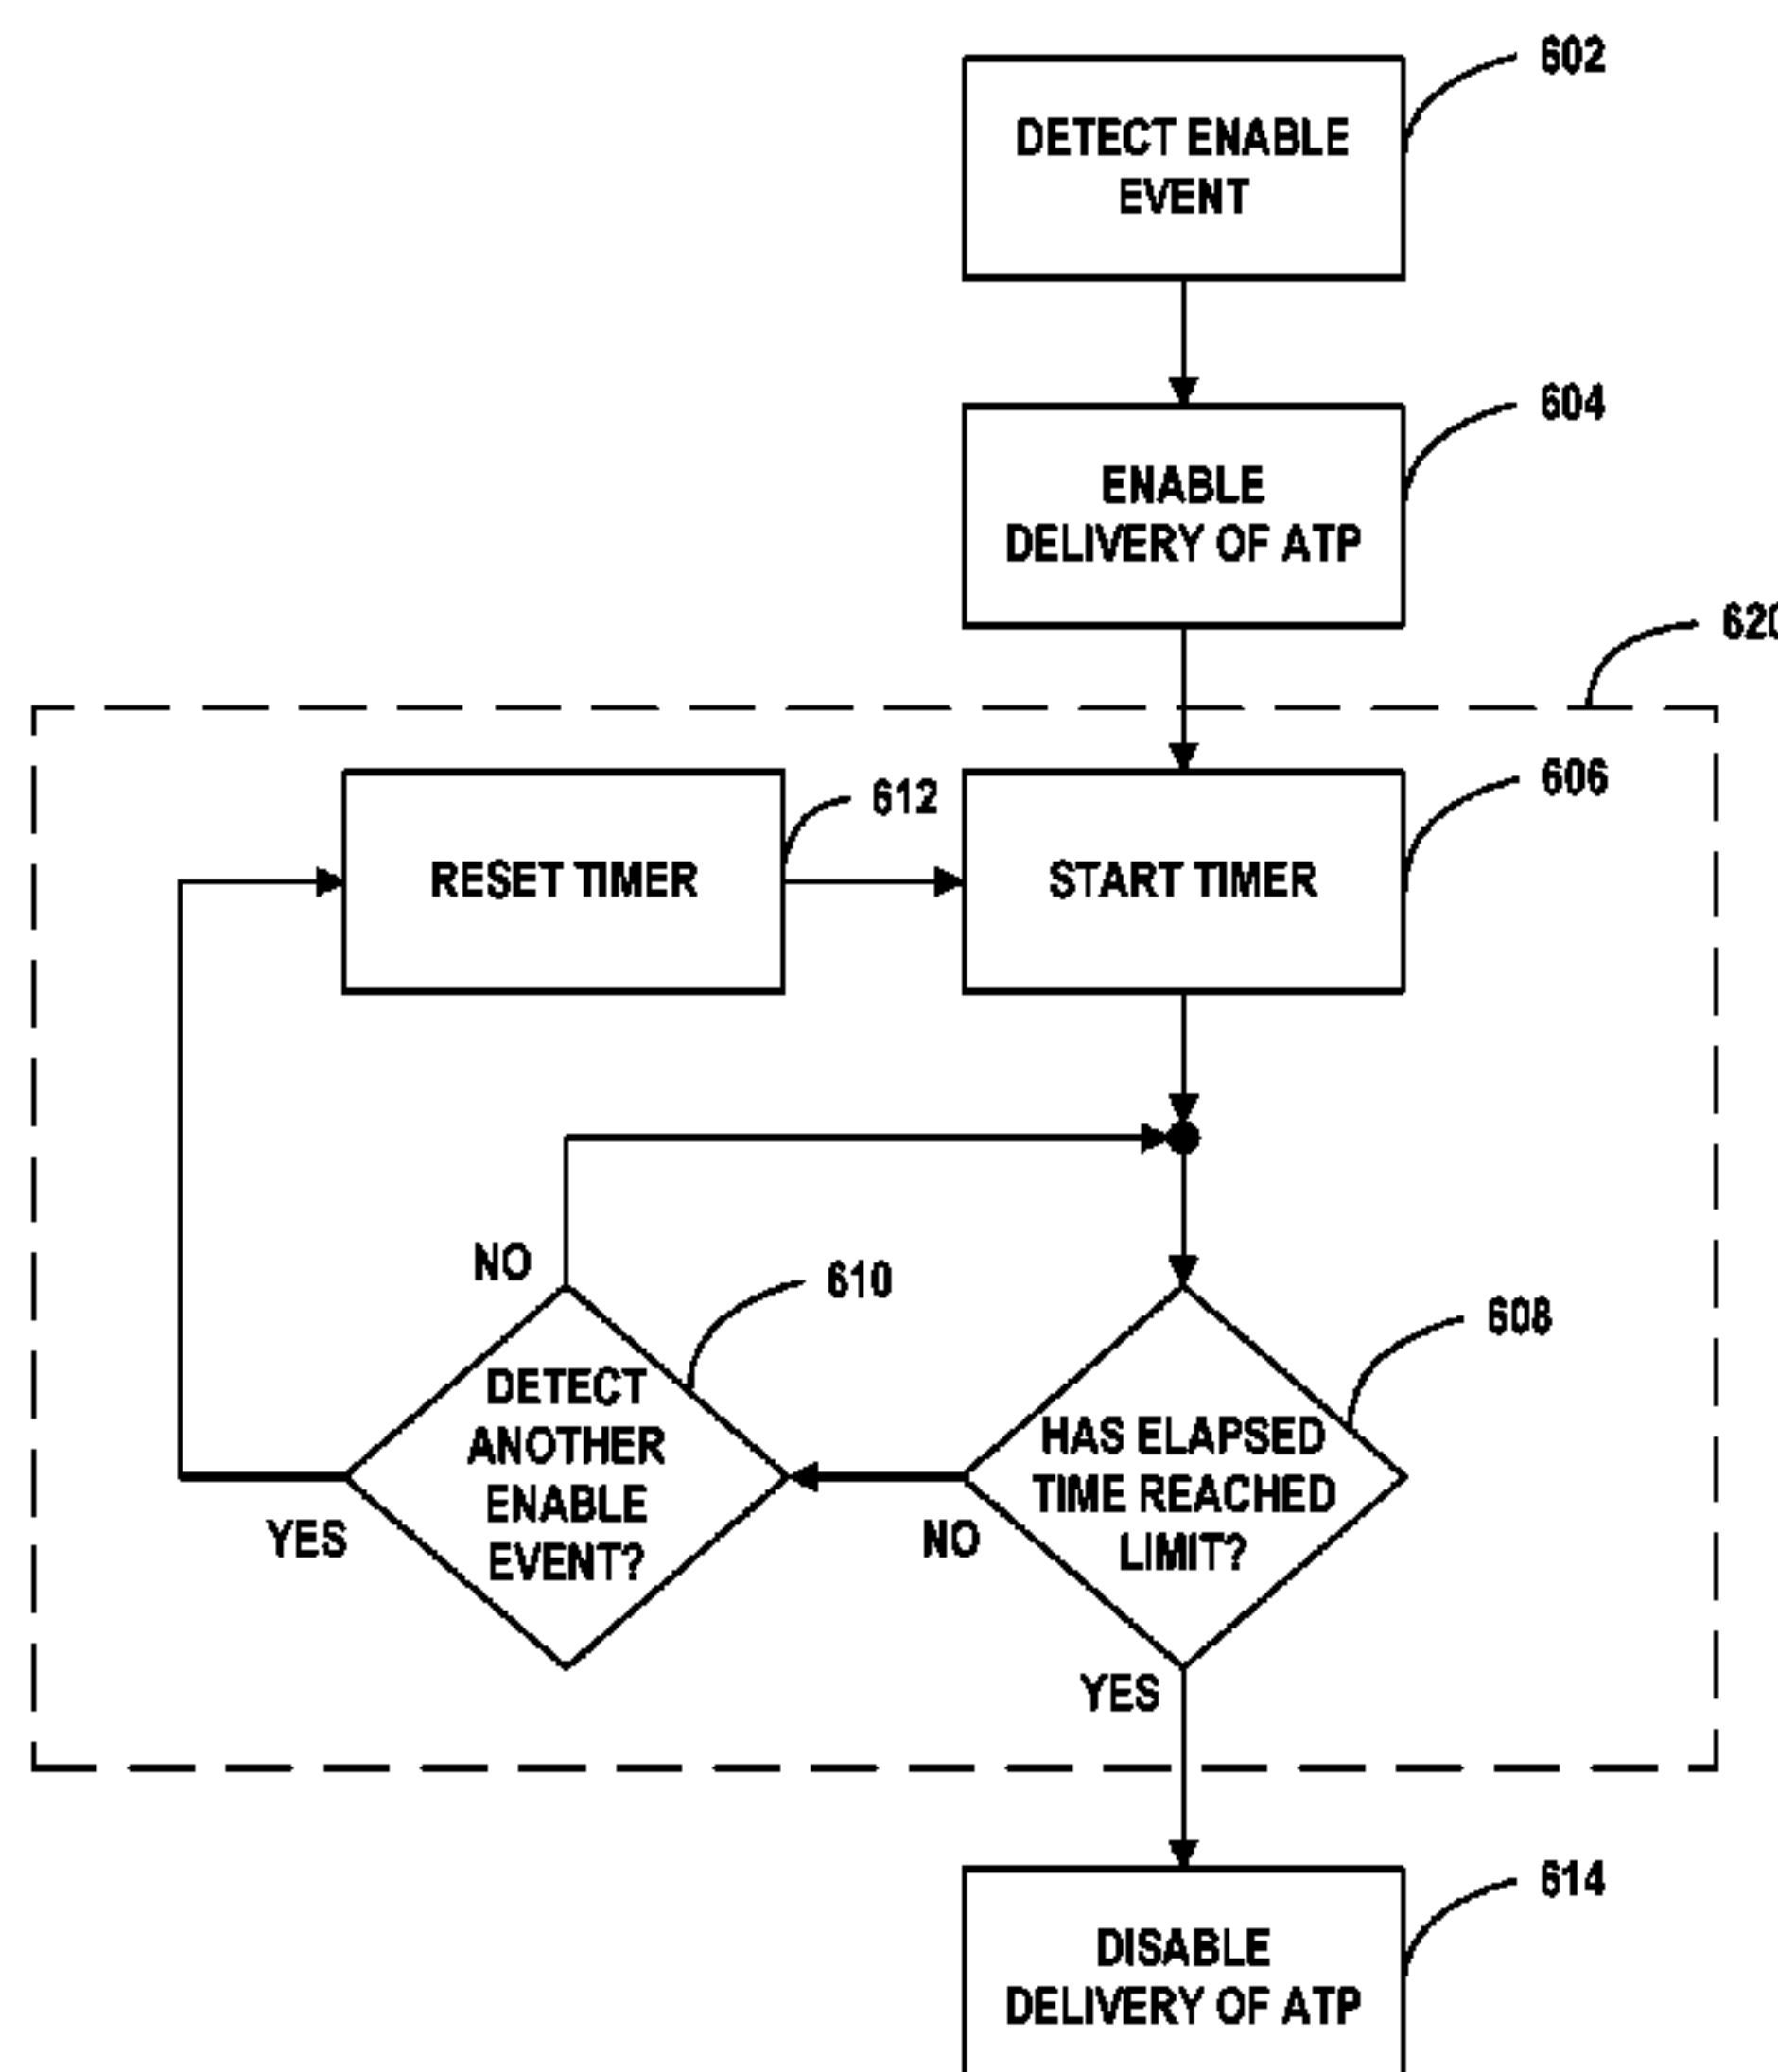 602
DETECT ENABLE
EVENT
604
ENABLE
DELIVERY OF ATP
620
612
606
RESET TIMER
START TIMER
NO
610
608
DETECT
ANOTHER
ENABLE
EVENT?
HAS ELAPSED
TIME REACHED
LIMIT?
YES
NO
YES
614
DISABLE
DELIVERY OF ATP